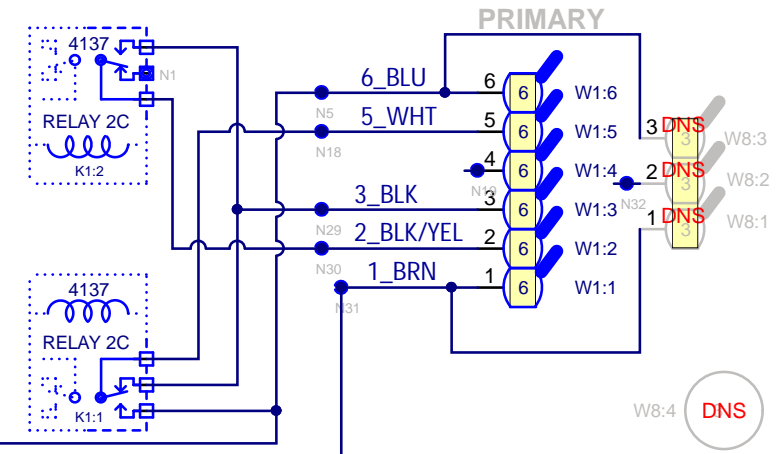 PRIMARY
4137
N1
RELAY 2C
K1:2
6_BLU
N5
5_WHT
N18
N19
3_BLK
N29
2_BLK/YEL
N30
1_BRN
N31
6 6 W1:6
5 6 W1:5
4 6 W1:4
3 6 W1:3
2 6 W1:2
1 6 W1:1
3 DNS 3 W8:3
2 DNS 3 W8:2
N32
1 DNS 3 W8:1
4137
RELAY 2C
K1:1
W8:4 DNS